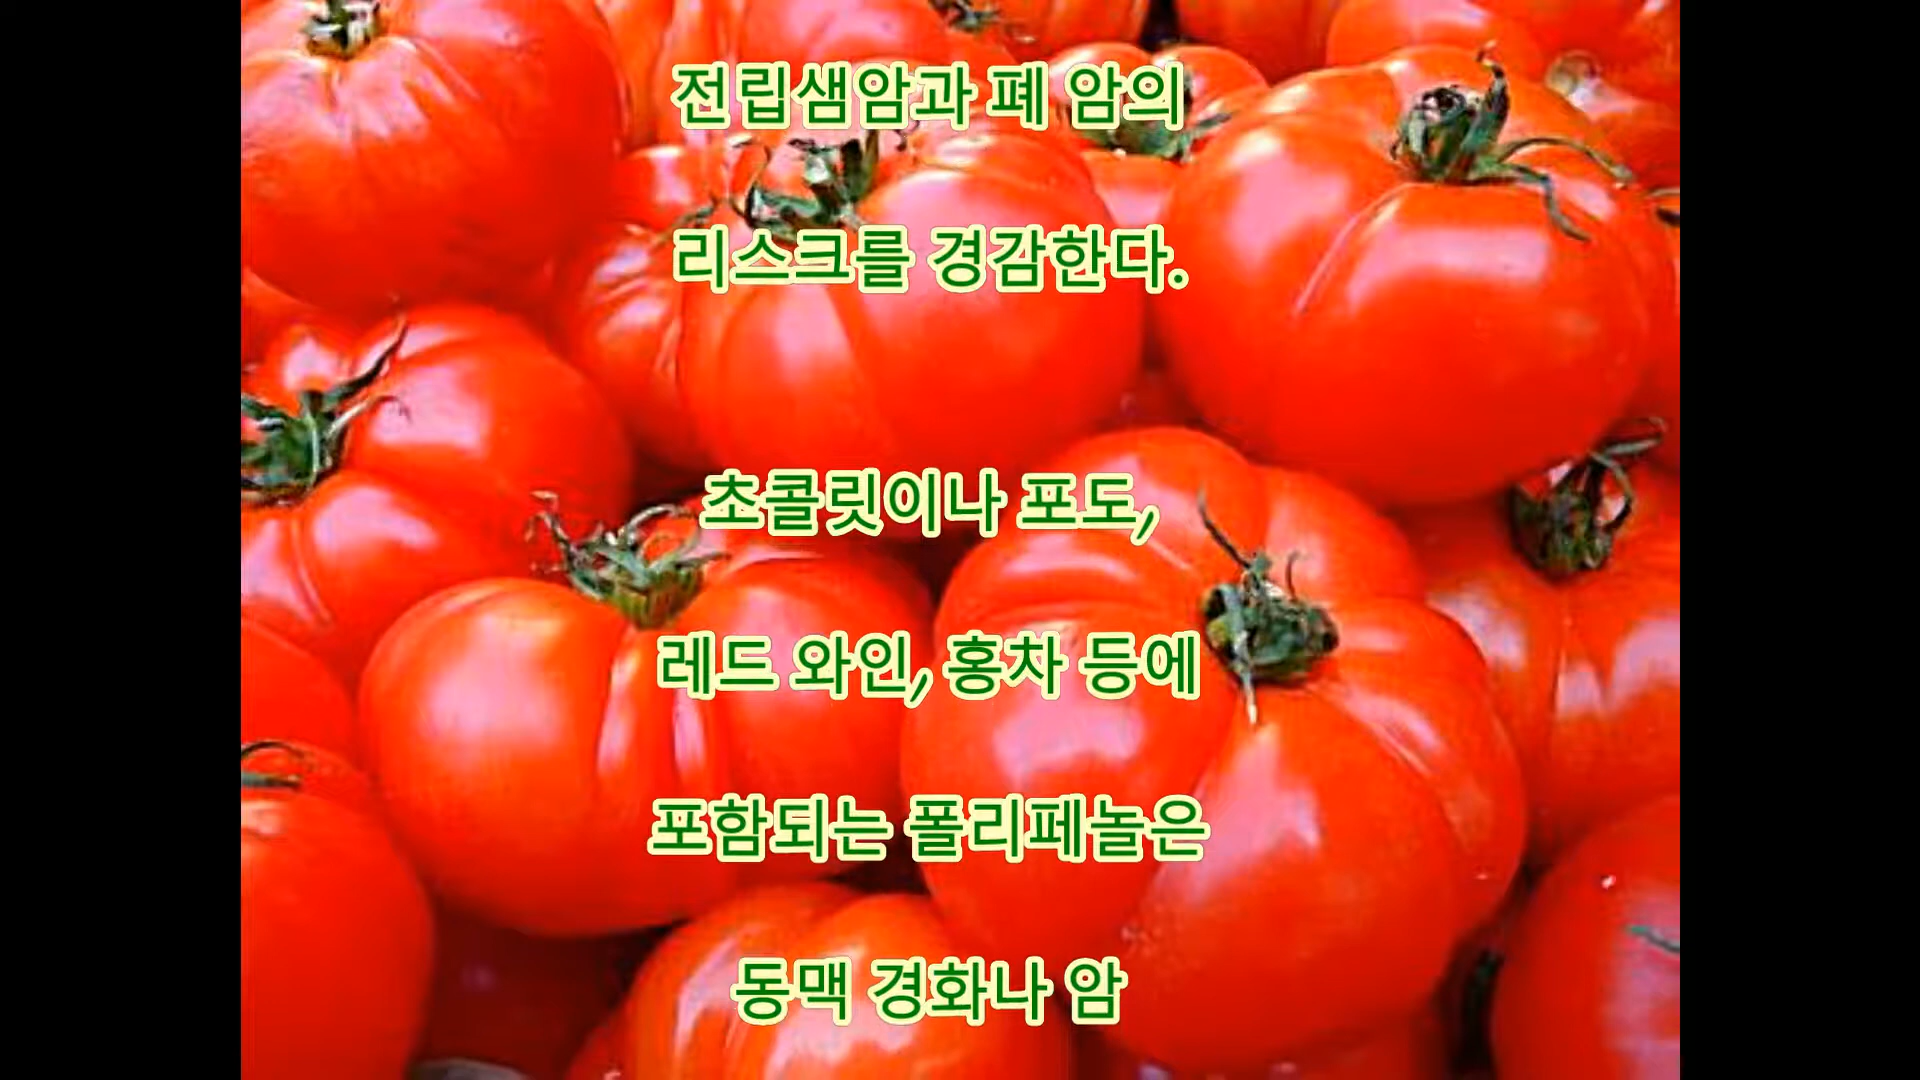 전립샘암과 폐 암의
리스크를 경감한다.
초콜릿이나 포도,
레드 와인, 홍차 등에
포함되는 폴리페놀은
동맥 경화나 암